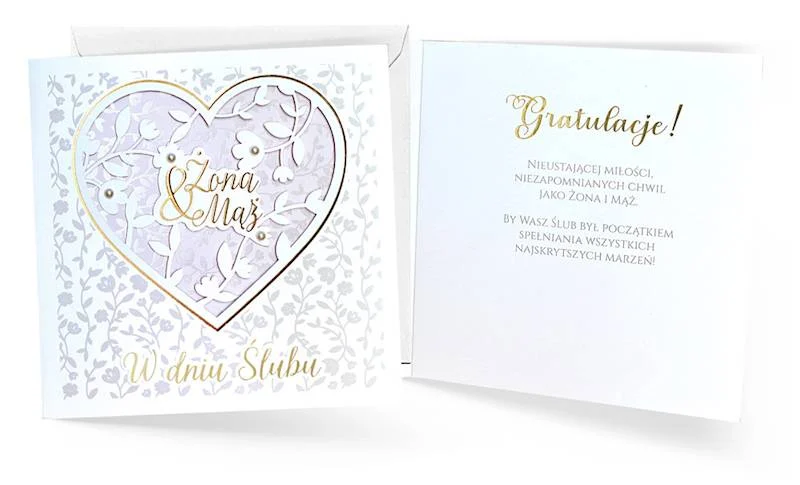 Żona
& Mąż
W dniu Ślubu
Gratulacje!
Nieustającej miłości,
niezapomnianych chwil
jako Żona i Mąż.
By Wasz Ślub był początkiem
spełniania wszystkich
najskrytszych marzeń!